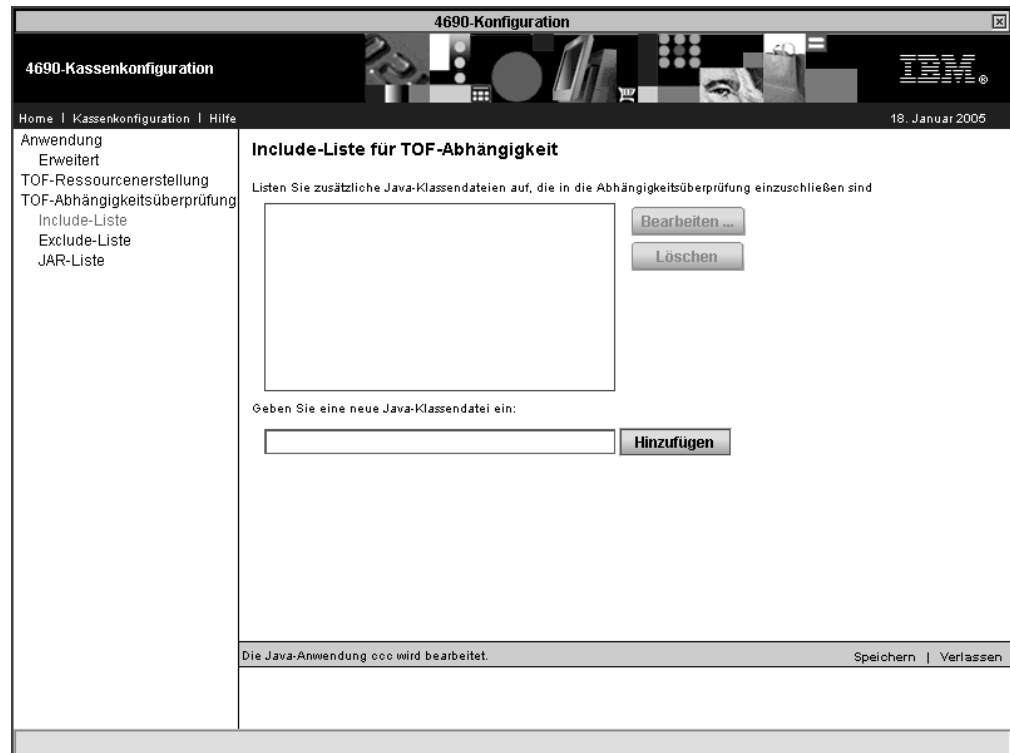 4690-Konfiguration
4690-Kassenkonfiguration
IBM®
Home | Kassenkonfiguration | Hilfe
18. Januar 2005
Anwendung
Erweitert
TOF-Ressourcenerstellung
TOF-Abhängigkeitsüberprüfung
Include-Liste
Exclude-Liste
JAR-Liste
Include-Liste für TOF-Abhängigkeit
Listen Sie zusätzliche Java-Klassendateien auf, die in die Abhängigkeitsüberprüfung einzuschließen sind
Bearbeiten ...
Löschen
Geben Sie eine neue Java-Klassendatei ein:
Hinzufügen
Die Java-Anwendung ccc wird bearbeitet.
Speichern | Verlassen